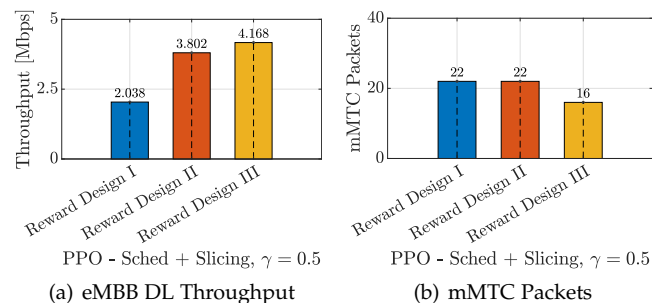 Throughput [Mbps]
5
2.5
0
2.038
3.802
4.168
Reward Design I
Reward Design II
Reward Design III
PPO - Sched + Slicing, γ = 0.5
(a) eMBB DL Throughput
mMTC Packets
40
20
0
22
22
16
Reward Design I
Reward Design II
Reward Design III
PPO - Sched + Slicing, γ = 0.5
(b) mMTC Packets